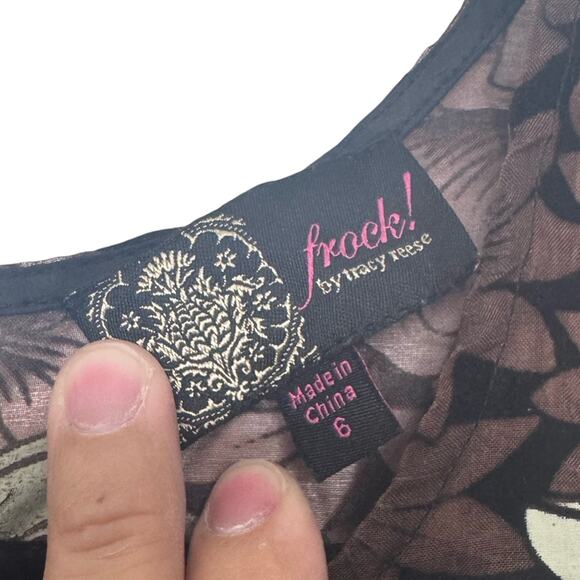 frock!
by tracy reese
Made in
China
6